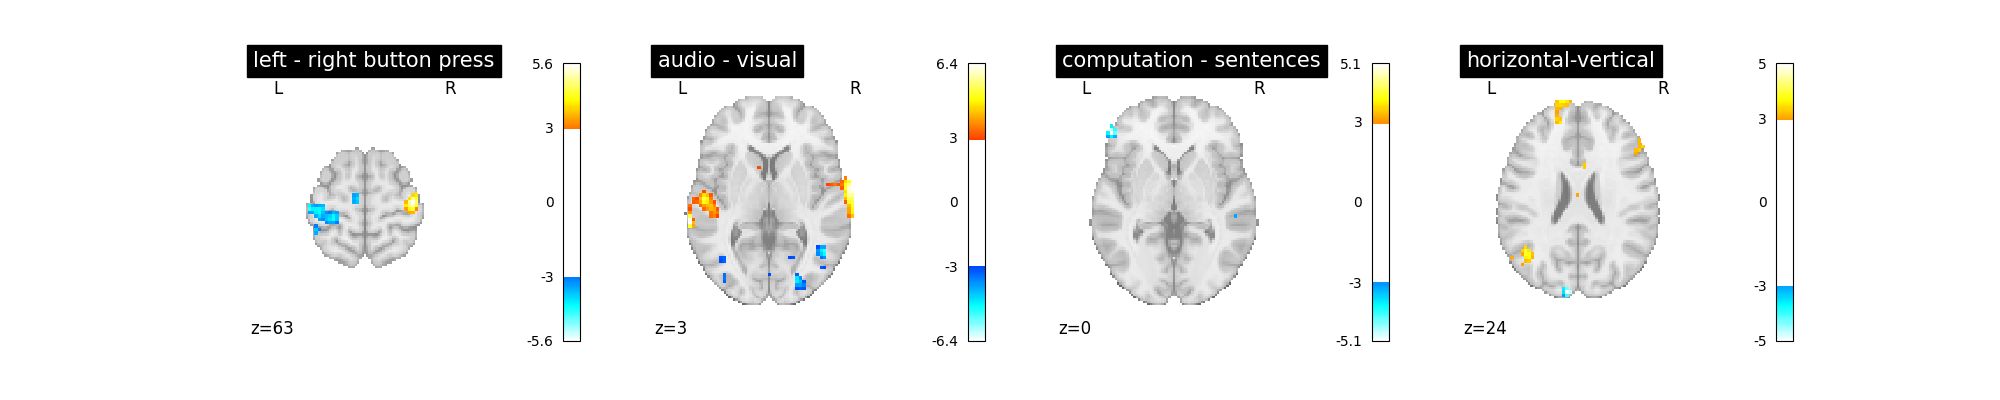 left - right button press
L R
5.6
3
0
-3
-5.6
z=63
audio - visual
L R
6.4
3
0
-3
-6.4
z=3
computation - sentences
L R
5.1
3
0
-3
-5.1
z=0
horizontal-vertical
L R
5
3
0
-3
-5
z=24